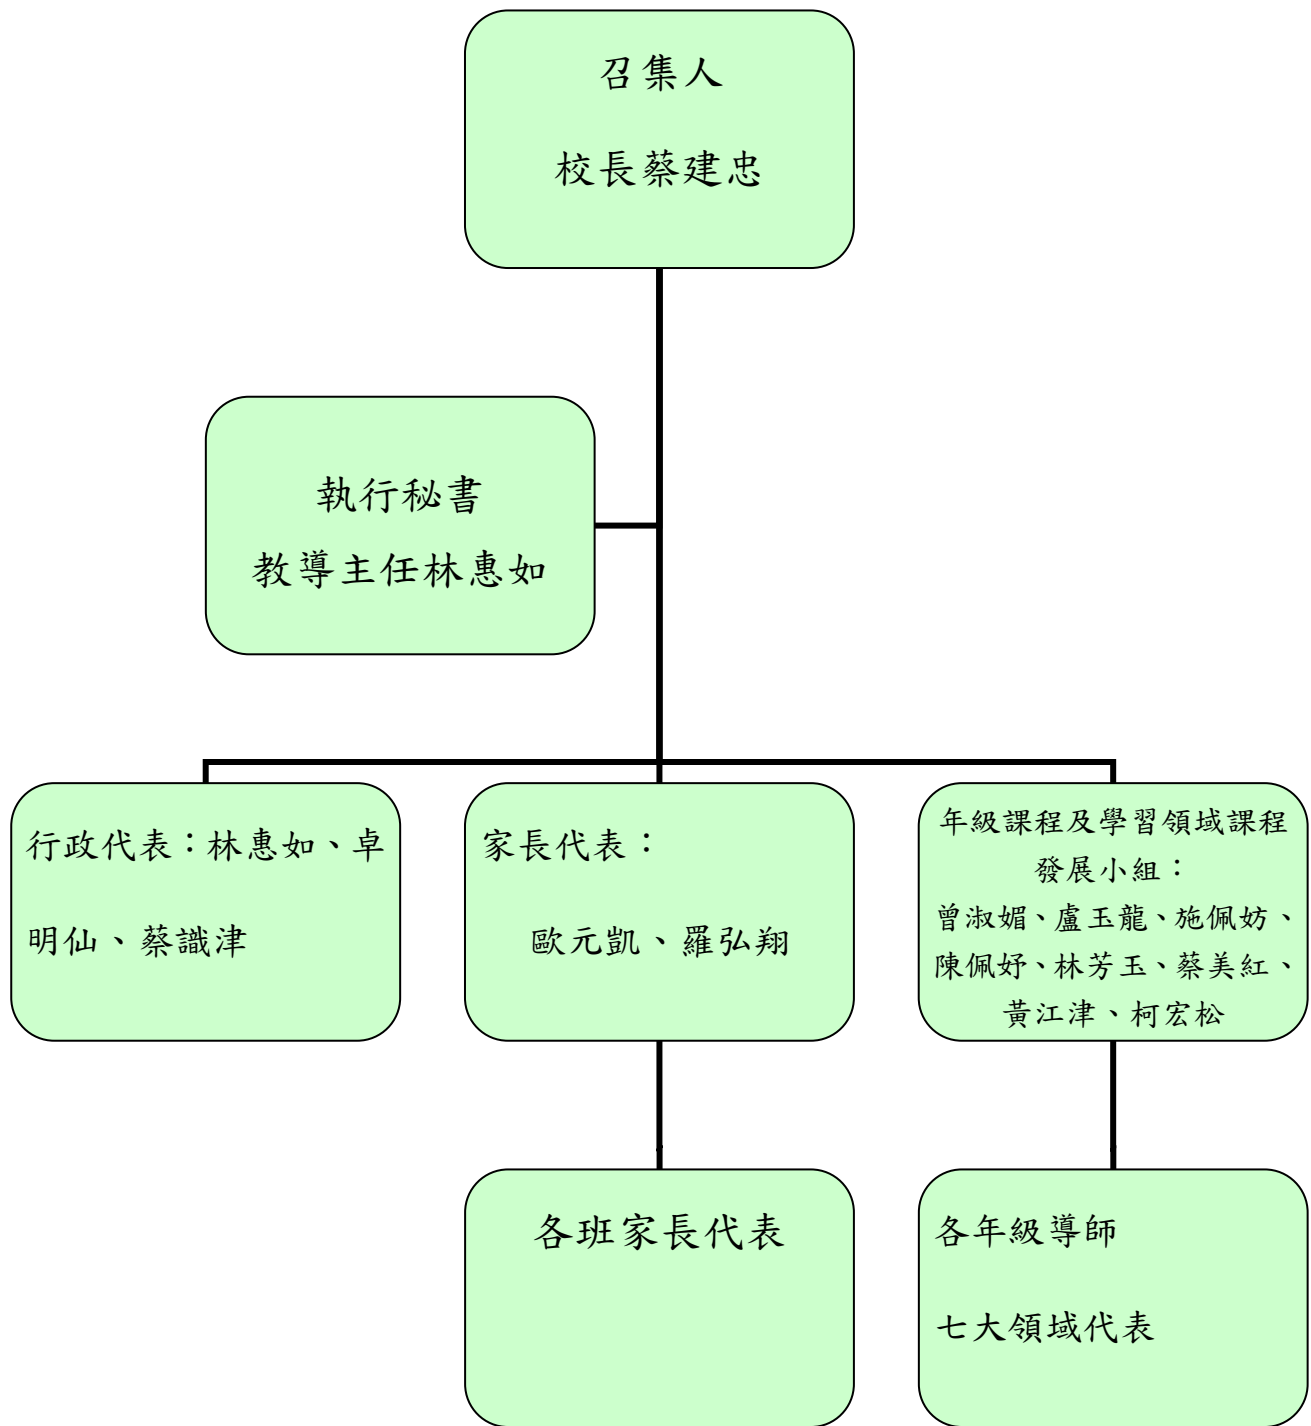 召集人
校長蔡建忠
執行秘書
教導主任林惠如
行政代表：林惠如、卓
明仙、蔡識津
家長代表：
歐元凱、羅弘翔
年級課程及學習領域課程
發展小組：
曾淑媚、盧玉龍、施佩妨、
陳佩妤、林芳玉、蔡美紅、
黃江津、柯宏松
各班家長代表
各年級導師
七大領域代表